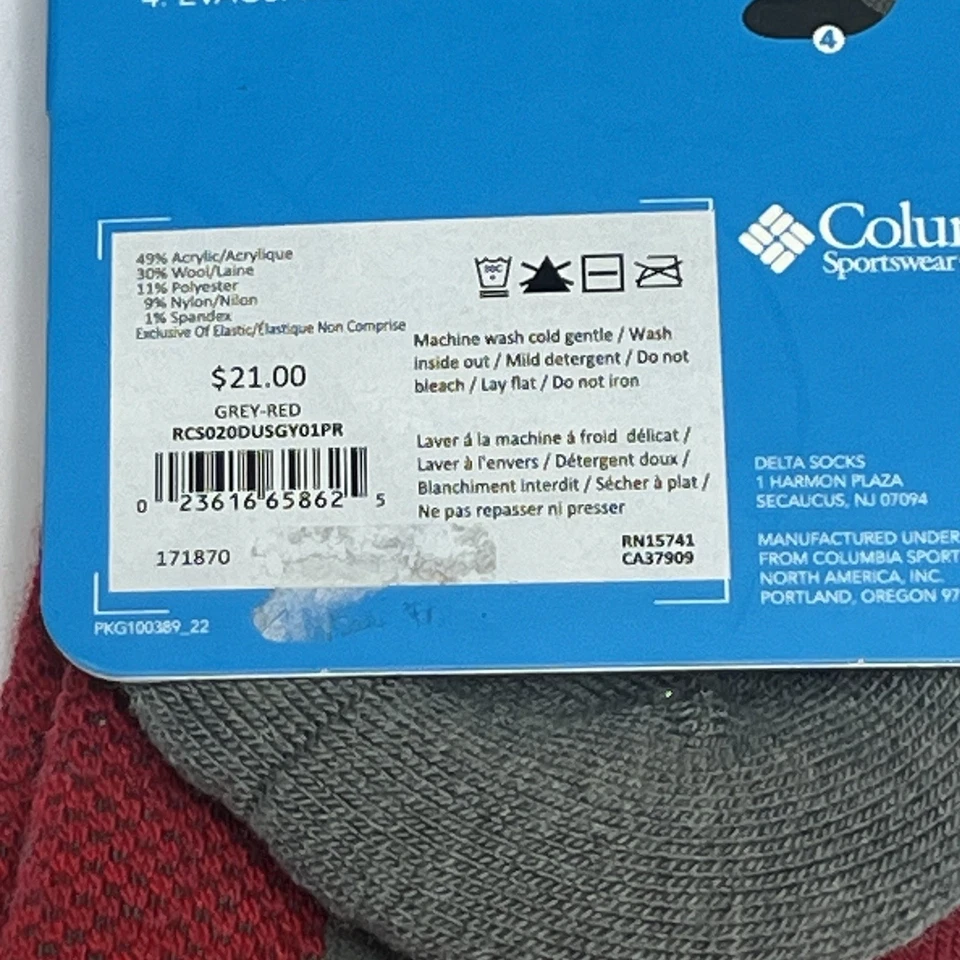 4
Colu
Sportswear
49% Acrylic/Acrylique
30% Wool/Laine
11% Polyester
9% Nylon/Nilon
1% Spandex
Exclusive Of Elastic/Élastique Non Comprise
$21.00
GREY-RED
RCS020DUSGY01PR
0 23616 65862 5
171870
30C
Machine wash cold gentle / Wash
inside out / Mild detergent / Do not
bleach / Lay flat / Do not iron
Laver á la machine á froid délicat /
Laver à l'envers / Détergent doux /
Blanchiment interdit / Sécher à plat /
Ne pas repasser ni presser
RN15741
CA37909
PKG100389_22
DELTA SOCKS
1 HARMON PLAZA
SECAUCUS, NJ 07094
MANUFACTURED UNDER
FROM COLUMBIA SPORT
NORTH AMERICA, INC.
PORTLAND, OREGON 97